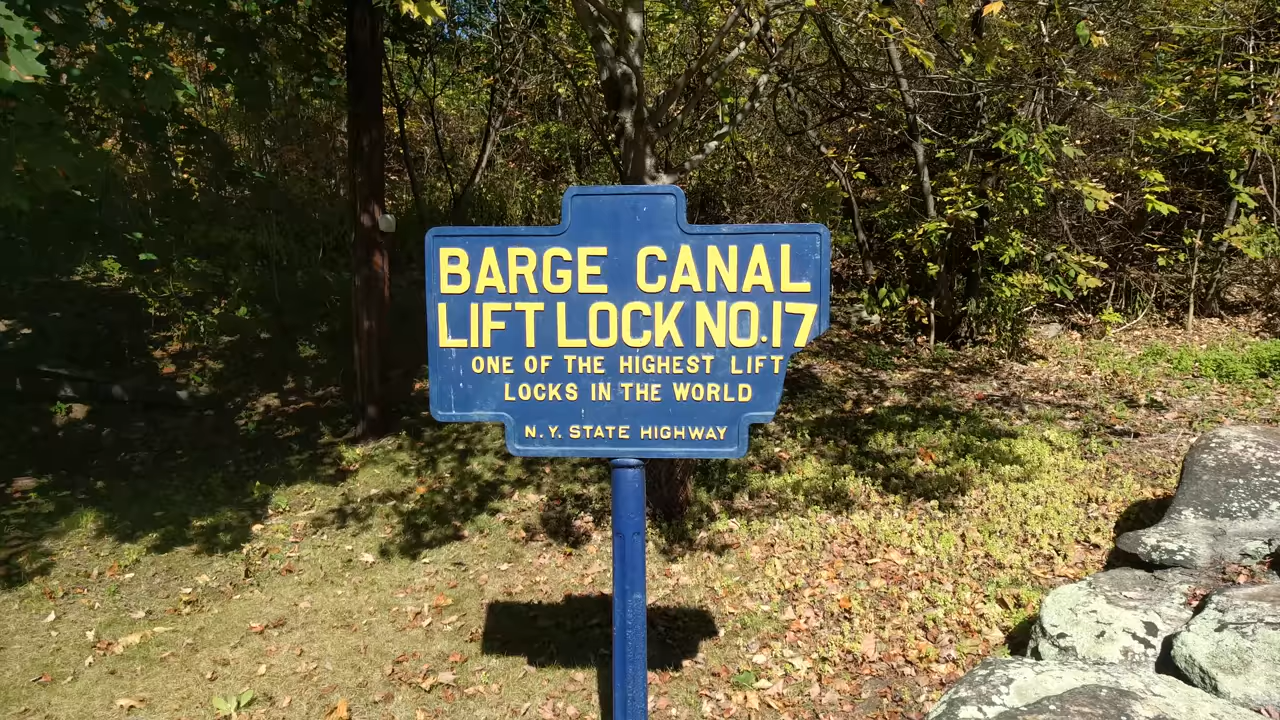 BARGE CANAL
LIFT LOCK NO. 17
ONE OF THE HIGHEST LIFT
LOCKS IN THE WORLD
N. Y. STATE HIGHWAY